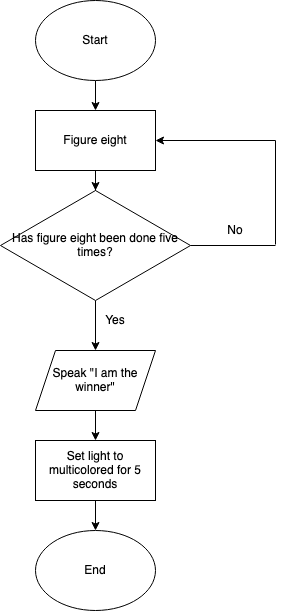 Start
Figure eight
Has figure eight been done five
times?
No
Yes
Speak "I am the
winner"
Set light to
multicolored for 5
seconds
End